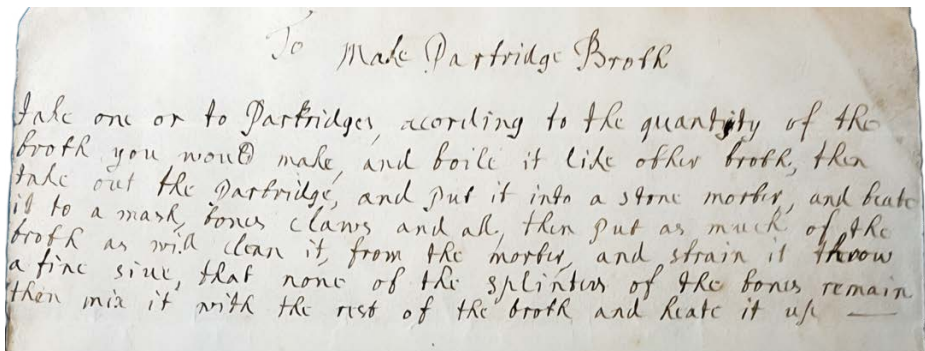 To Make Partridge Broth
take one or to Partridges, acording to the quantity of the
broth you woud make, and boile it like other broth, then
take out the Partridge, and put it into a stone morter, and beate
it to a mash, bones claws and all, then put as much of the
broth as will clean it, from the morter, and strain it throw
a fine sive, that none of the splinters of the bones remain
then mix it with the rest of the broth and heate it up